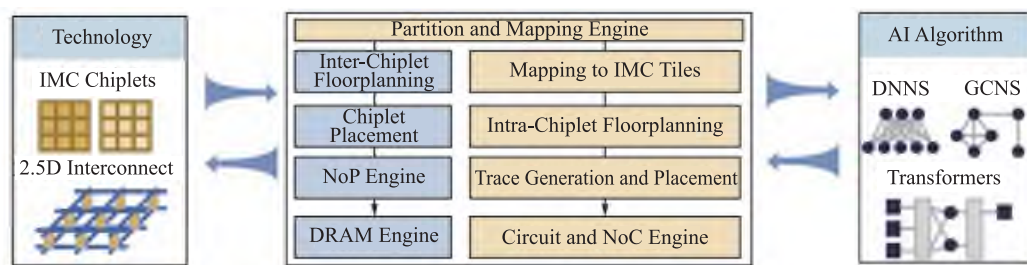 Technology
IMC Chiplets
2.5D Interconnect
Partition and Mapping Engine
Inter-Chiplet
Floorplanning
Chiplet
Placement
NoP Engine
DRAM Engine
Mapping to IMC Tiles
Intra-Chiplet Floorplanning
Trace Generation and Placement
Circuit and NoC Engine
AI Algorithm
DNNS GCNS
Transformers